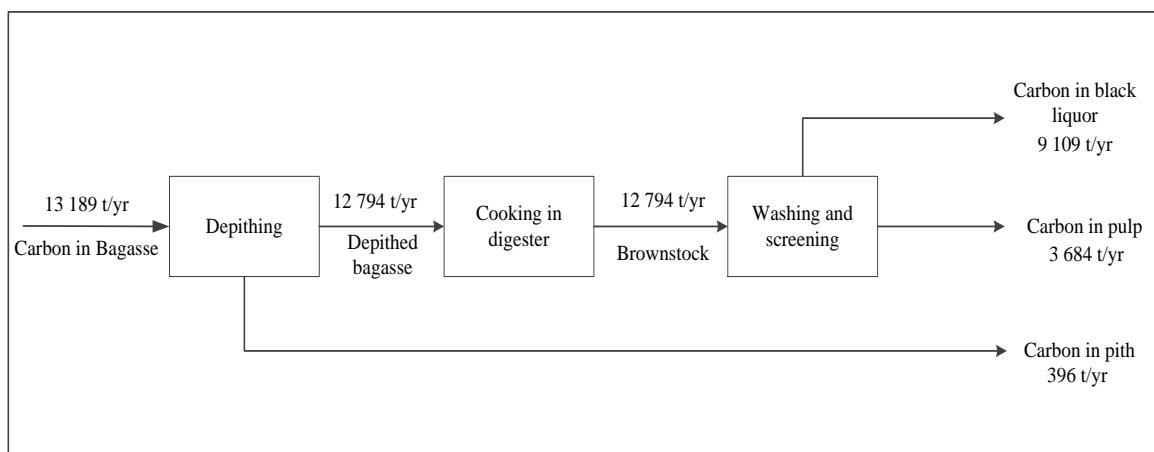 Carbon in black
liquor
9 109 t/yr
13 189 t/yr
Carbon in Bagasse
Depithing
12 794 t/yr
Depithed
bagasse
Cooking in
digester
12 794 t/yr
Brownstock
Washing and
screening
Carbon in pulp
3 684 t/yr
Carbon in pith
396 t/yr